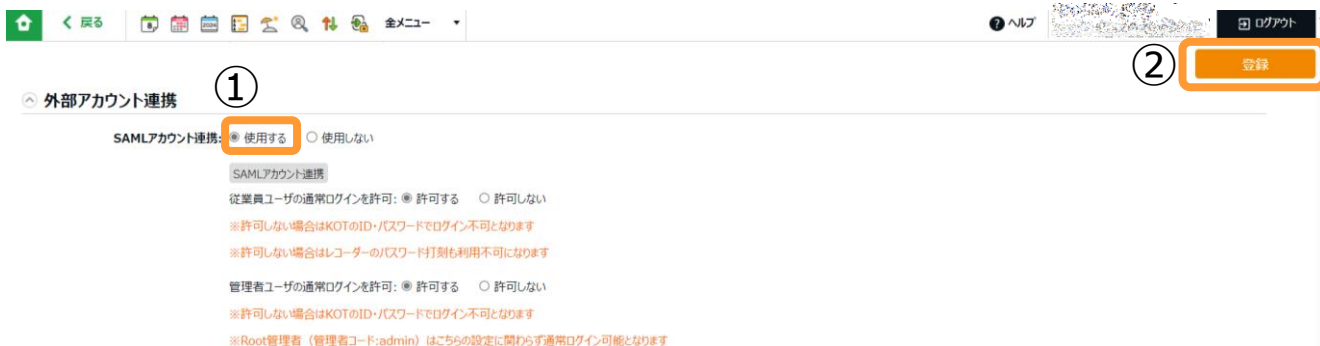 戻る 全メニュー ヘルプ ログアウト
① ② 登録
外部アカウント連携
SAMLアカウント連携: 使用する 使用しない
SAMLアカウント連携
従業員ユーザの通常ログインを許可: 許可する 許可しない
※許可しない場合はKOTのID・パスワードでログイン不可となります
※許可しない場合はレコーダーのパスワード打刻も利用不可になります
管理者ユーザの通常ログインを許可: 許可する 許可しない
※許可しない場合はKOTのID・パスワードでログイン不可となります
※Root管理者（管理者コード:admin）はこちらの設定に関わらず通常ログイン可能となります